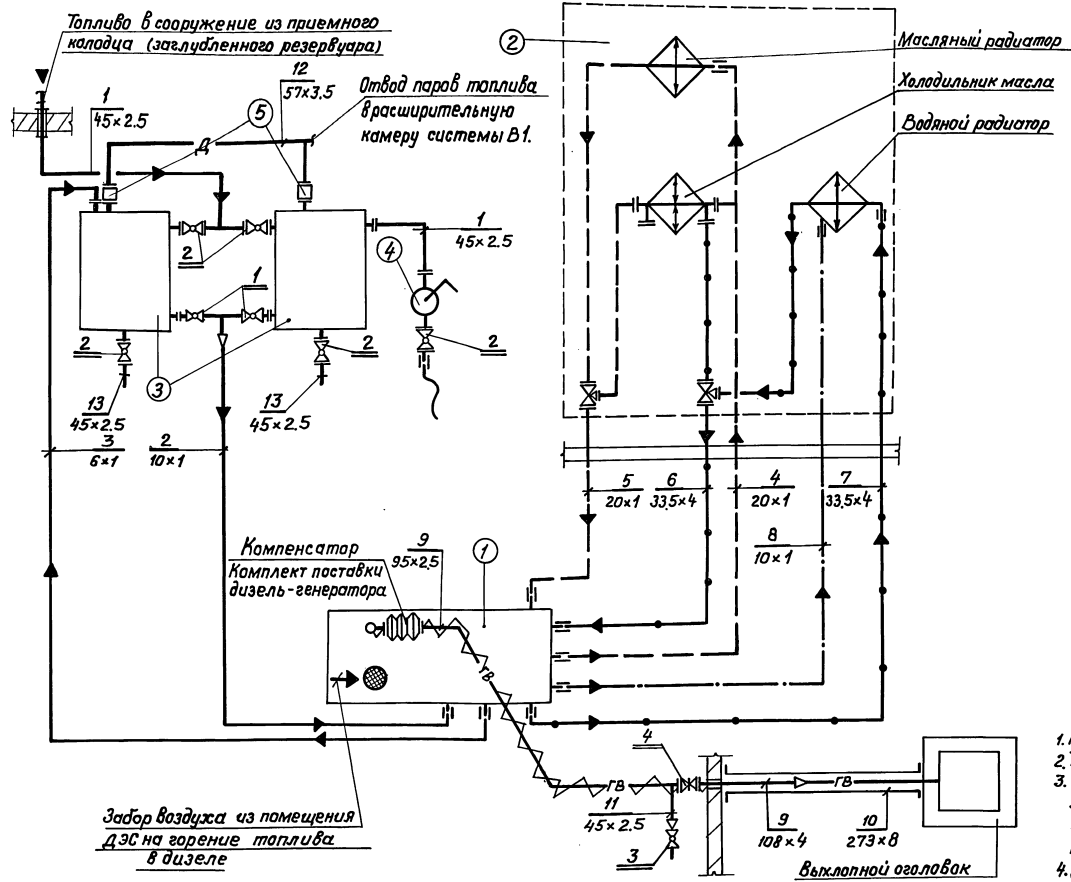 Топливо в сооружение из приемного
колодца (заглубленного резервуара)
1
45×2.5
12
57×3.5
5
Отвод паров топлива
в расширительную
камеру системы В1.
Д
2
Масляный радиатор
Холодильник масла
Водяной радиатор
2
1
1
45×2.5
4
2
2
2
3
13
45×2.5
13
45×2.5
3
6×1
2
10×1
5
20×1
6
33,5×4
4
20×1
7
33,5×4
8
10×1
Компенсатор
Комплект поставки
дизель-генератора
9
95×2.5
1
ГВ
Забор воздуха из помещения
ДЭС на горение топлива
в дизеле
ГВ
4
11
45×2.5
3
ГВ
9
108×4
10
273×8
Выхлопной оголовок
1.
2.
3.
4.